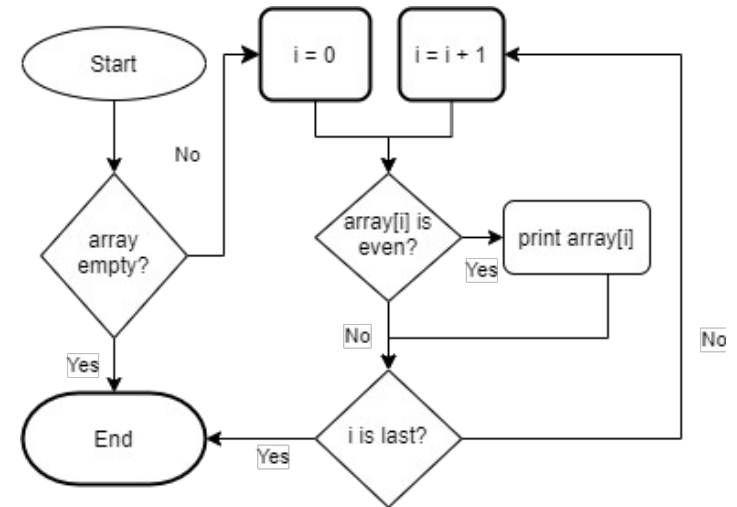 Start
i = 0
i = i + 1
No
array
empty?
array[i] is
even?
print array[i]
Yes
No
No
Yes
End
i is last?
Yes